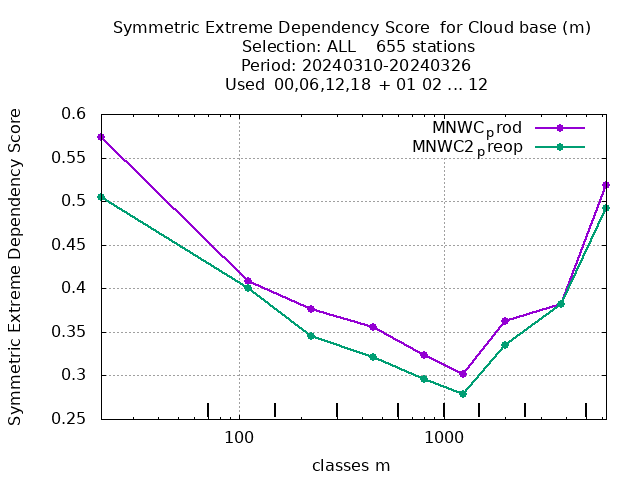 Symmetric Extreme Dependency Score  for Cloud base (m)
Selection: ALL    655 stations
Period: 20240310-20240326
Used  00,06,12,18 + 01 02 ... 12
MNWCprod
MNWC2preop
0.6
0.55
0.5
0.45
0.4
0.35
0.3
0.25
Symmetric Extreme Dependency Score
100 1000
classes m